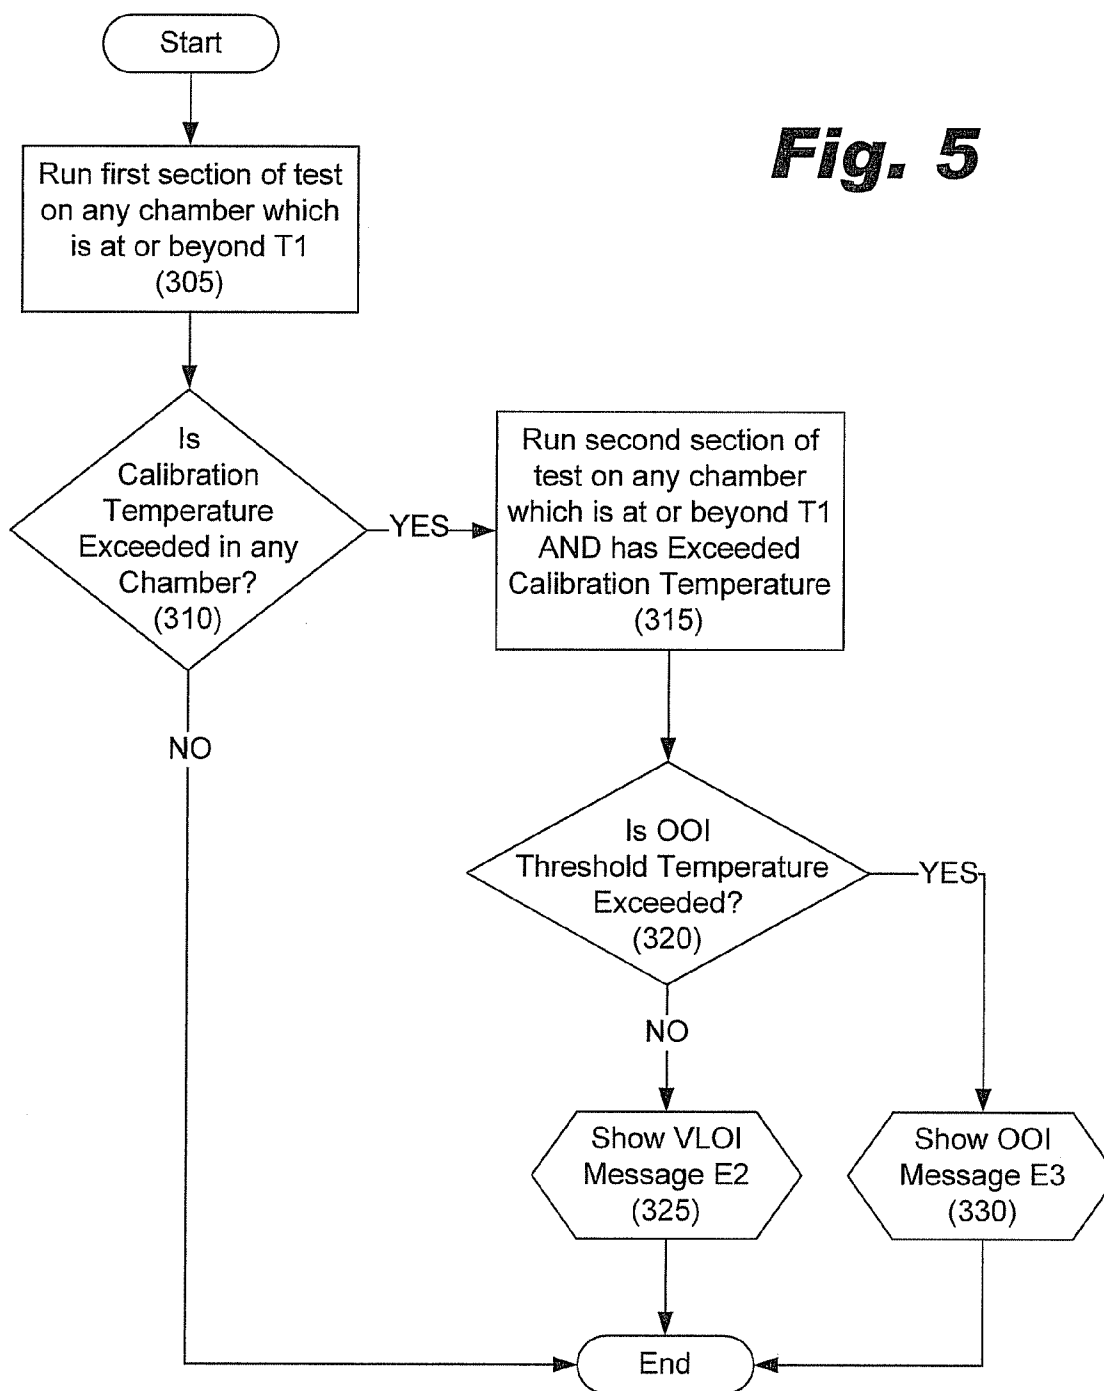 Start
Fig. 5
Run first section of test
on any chamber which
is at or beyond T1
(305)
Is
Calibration
Temperature
Exceeded in any
Chamber?
(310)
YES
Run second section of
test on any chamber
which is at or beyond T1
AND has Exceeded
Calibration Temperature
(315)
NO
Is OOI
Threshold Temperature
Exceeded?
(320)
YES
NO
Show VLOI
Message E2
(325)
Show OOI
Message E3
(330)
End